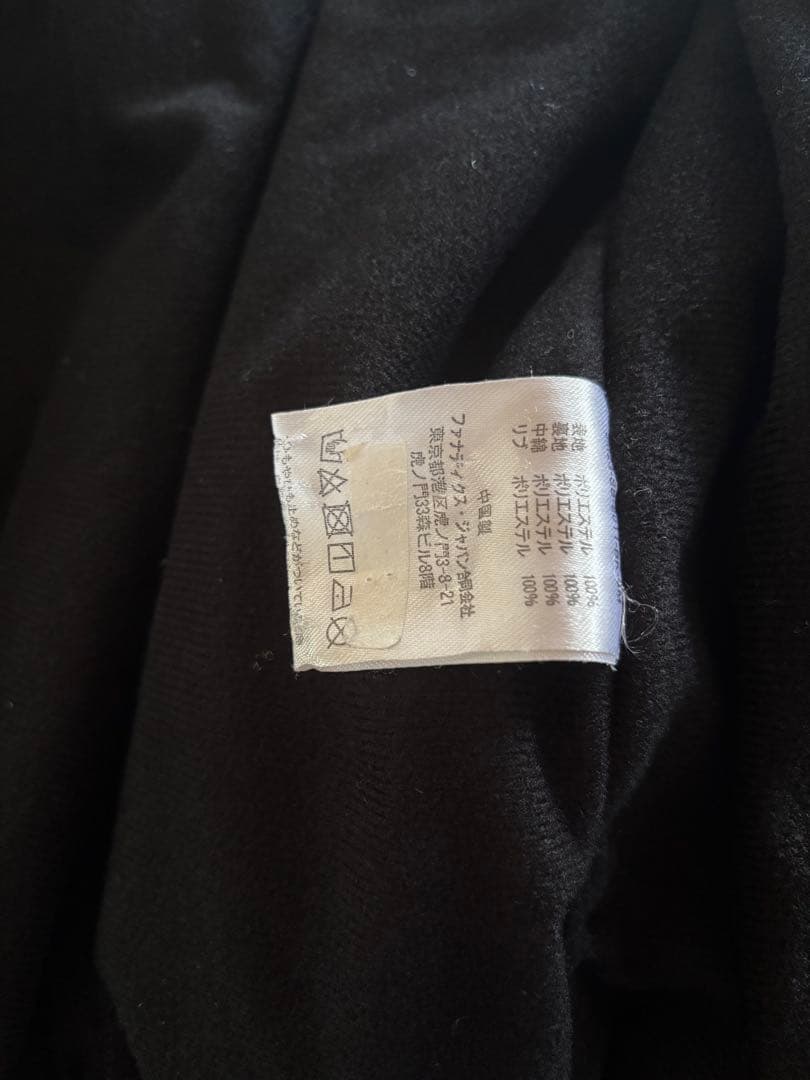 表地 ポリエステル 100%
裏地 ポリエステル 100%
中綿 ポリエステル 100%
リブ ポリエステル 100%
中国製
ファナティクス・ジャパン合同会社
東京都港区虎ノ門3-8-21
虎ノ門33森ビル8階